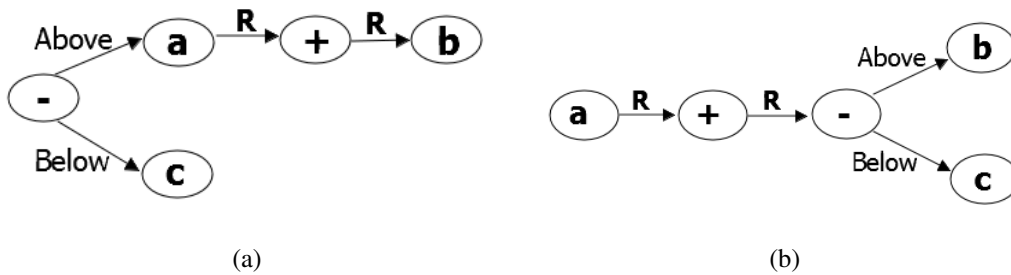 Above a R + R b
-
Below c
(a)
a R + R - Above b
Below c
(b)